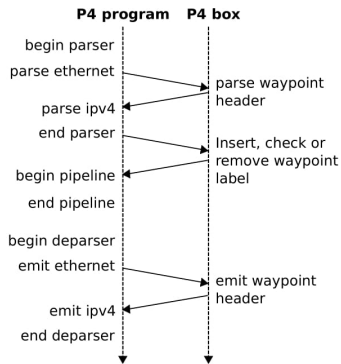 P4 program P4 box
begin parser
parse ethernet
parse waypoint
header
parse ipv4
end parser
Insert, check or
remove waypoint
label
begin pipeline
end pipeline
begin deparser
emit ethernet
emit waypoint
header
emit ipv4
end deparser